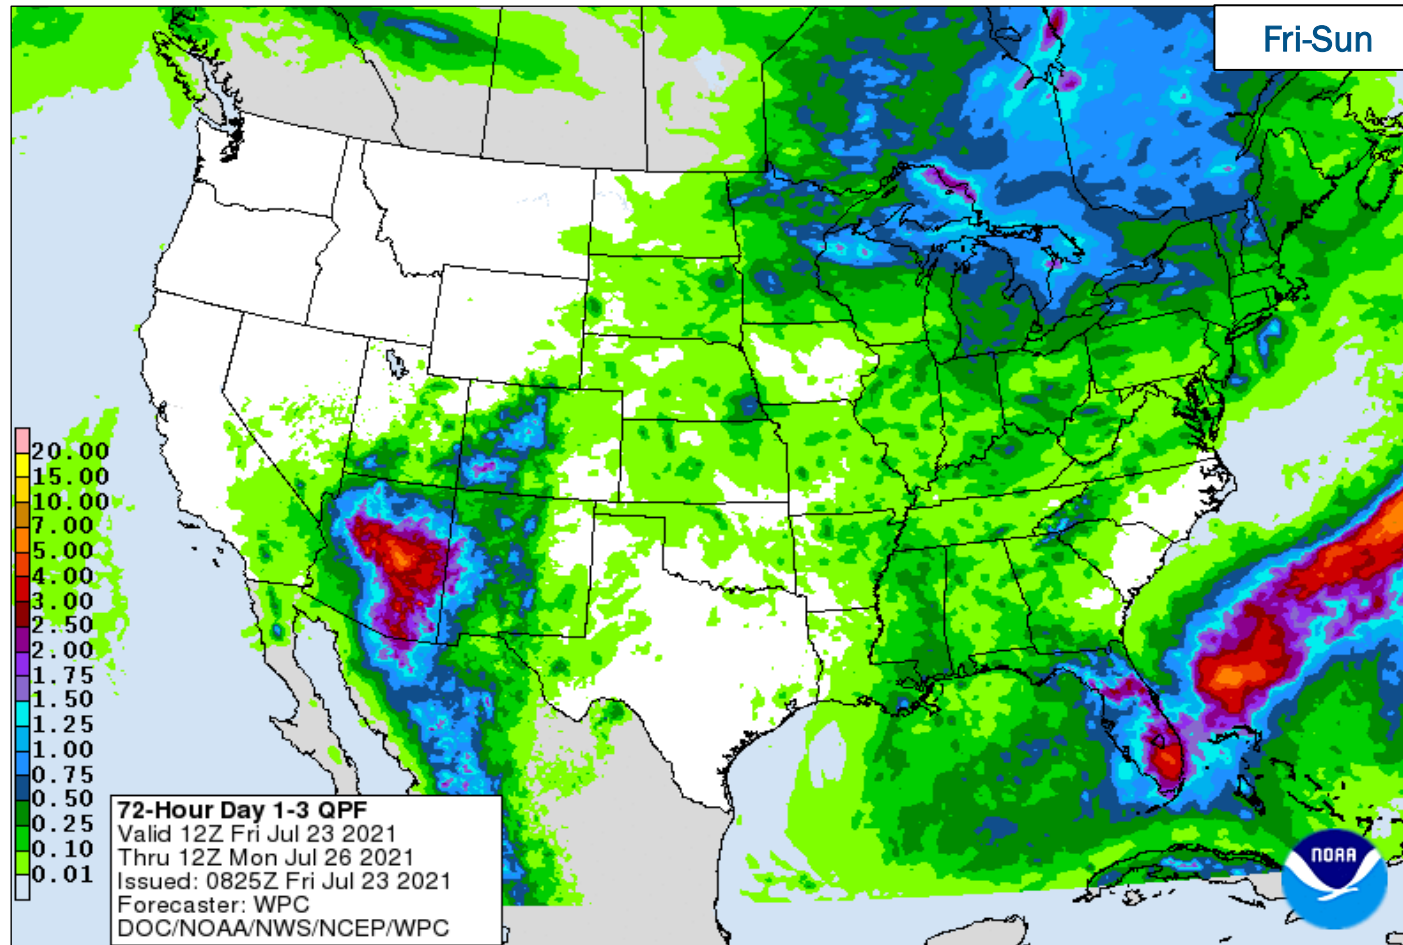 Fri-Sun
20.00
15.00
10.00
7.00
5.00
4.00
3.00
2.50
2.00
1.75
1.50
1.25
1.00
0.75
0.50
0.25
0.10
0.01
72-Hour Day 1-3 QPF
Valid 12Z Fri Jul 23 2021
Thru 12Z Mon Jul 26 2021
Issued: 0825Z Fri Jul 23 2021
Forecaster: WPC
DOC/NOAA/NWS/NCEP/WPC
NOAA